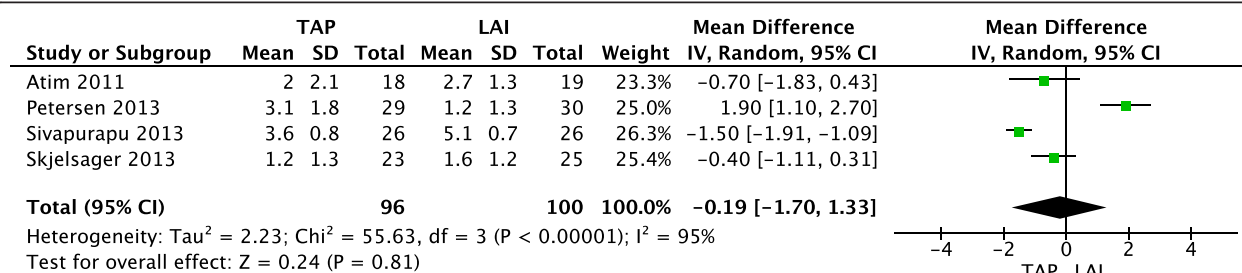 TAP LAI Mean Difference Mean Difference
Study or Subgroup Mean SD Total Mean SD Total Weight IV, Random, 95% CI IV, Random, 95% CI
Atim 2011 2 2.1 18 2.7 1.3 19 23.3% −0.70 [−1.83, 0.43]
Petersen 2013 3.1 1.8 29 1.2 1.3 30 25.0% 1.90 [1.10, 2.70]
Sivapurapu 2013 3.6 0.8 26 5.1 0.7 26 26.3% −1.50 [−1.91, −1.09]
Skjelsager 2013 1.2 1.3 23 1.6 1.2 25 25.4% −0.40 [−1.11, 0.31]
Total (95% CI) 96 100 100.0% −0.19 [−1.70, 1.33]
Heterogeneity: Tau² = 2.23; Chi² = 55.63, df = 3 (P < 0.00001); I² = 95%
Test for overall effect: Z = 0.24 (P = 0.81)
−4 −2 0 2 4
TAP LAI